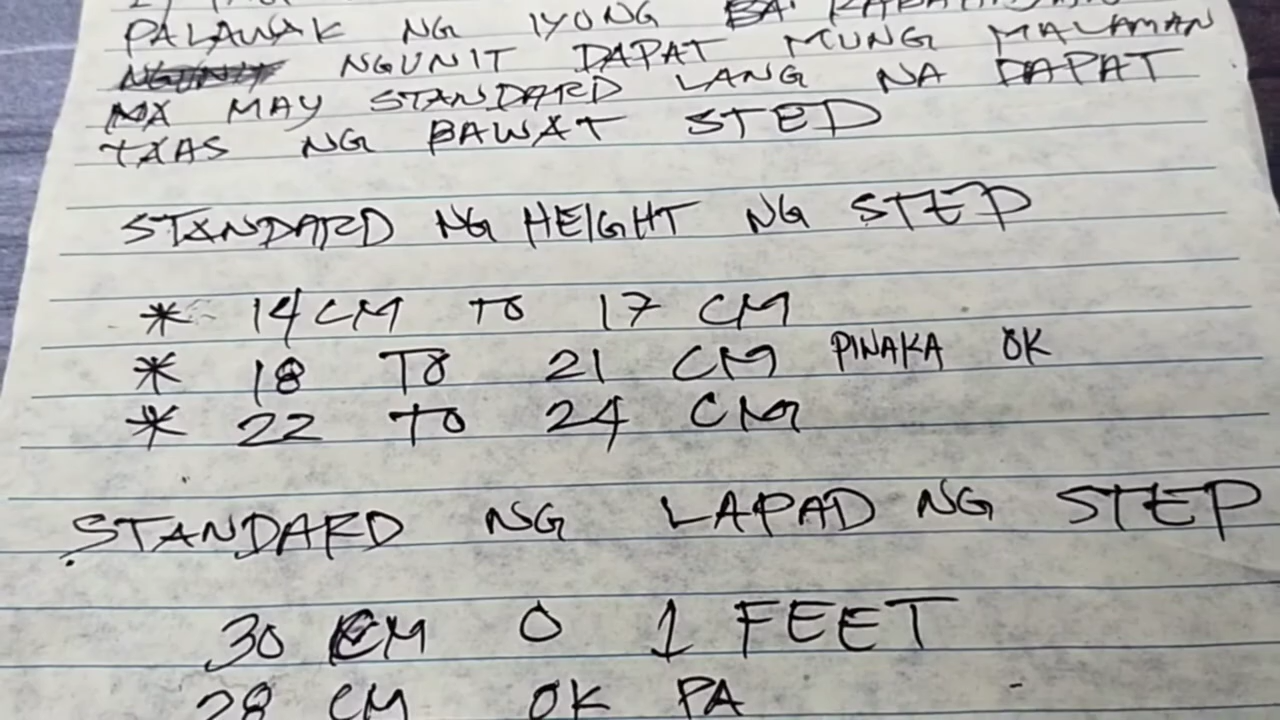 PALAWAK NG IYONG
NGUNIT DAPAT MUNG MALAMAN
NA MAY STANDARD LANG NA DAPAT
TAAS NG BAWAT STED
STANDARD NG HEIGHT NG STEP
* 14 CM TO 17 CM
* 18 TO 21 CM PINAKA OK
* 22 TO 24 CM
STANDARD NG LAPAD NG STEP
30 CM O 1 FEET
28 CM OK PA